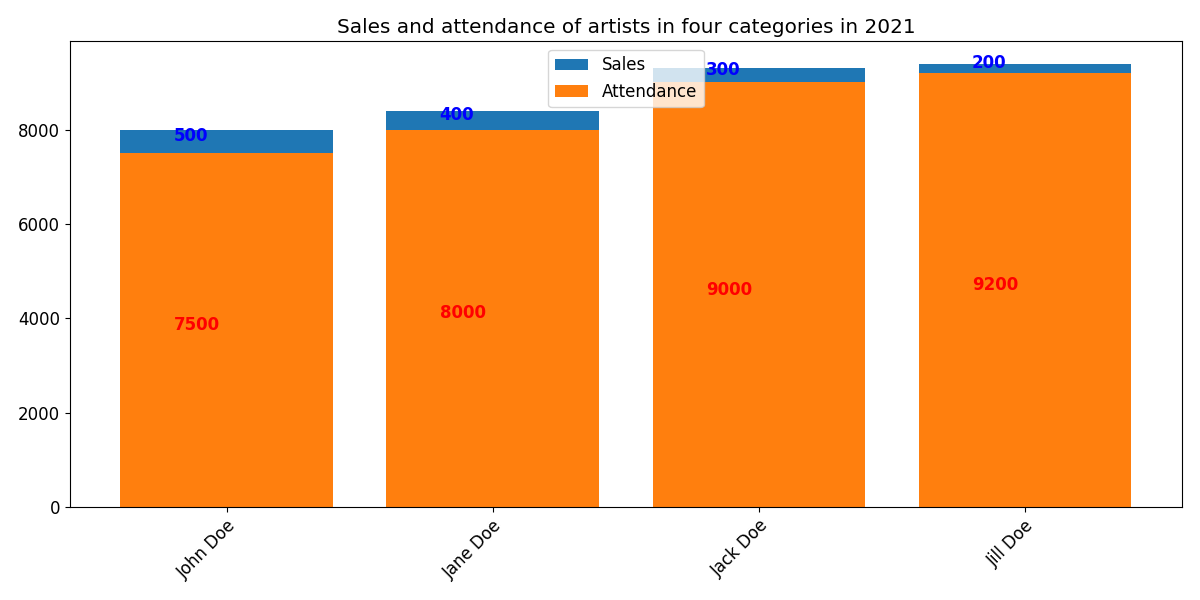 Sales and attendance of artists in four categories in 2021
Sales
Attendance
500
400
300
200
7500
8000
9000
9200
8000
6000
4000
2000
0
John Doe
Jane Doe
Jack Doe
Jill Doe